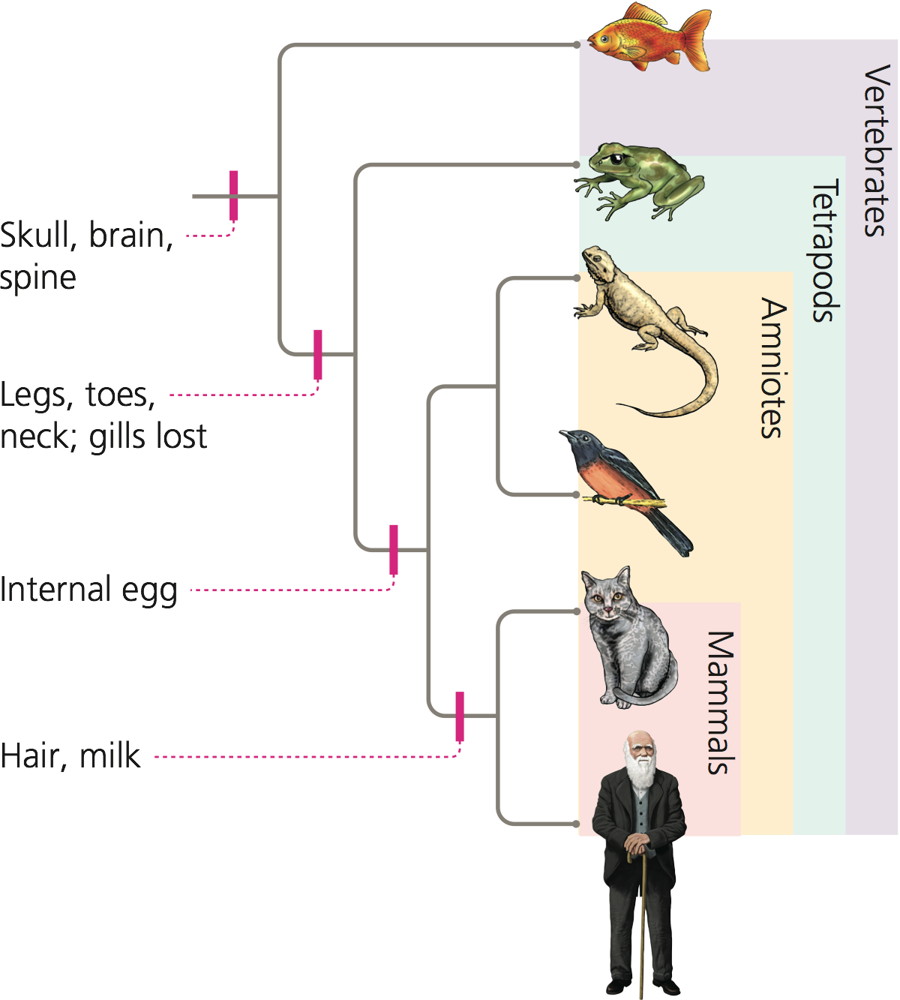 Skull, brain,
spine
Legs, toes,
neck; gills lost
Internal egg
Hair, milk
Vertebrates
Tetrapods
Amniotes
Mammals